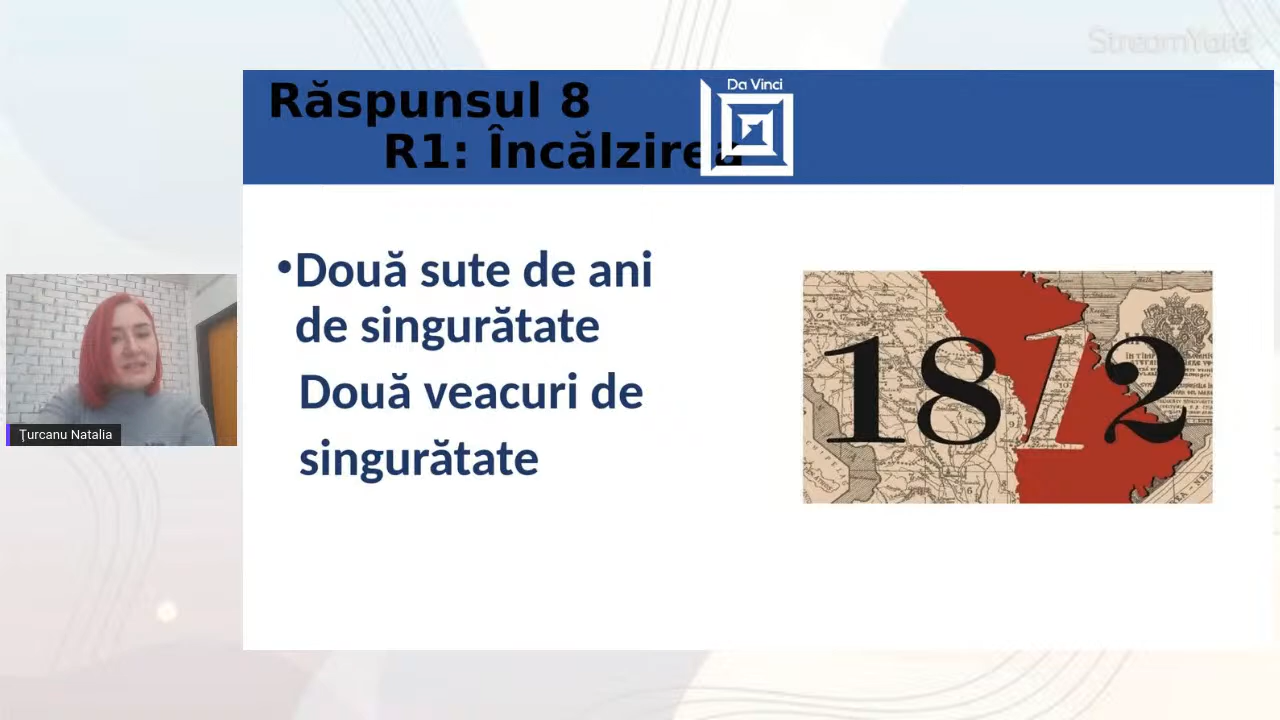 StreamYard
Răspunsul 8
Da Vinci
R1: Încălzirea
•Două sute de ani
de singurătate
Două veacuri de
singurătate
1812
Țurcanu Natalia